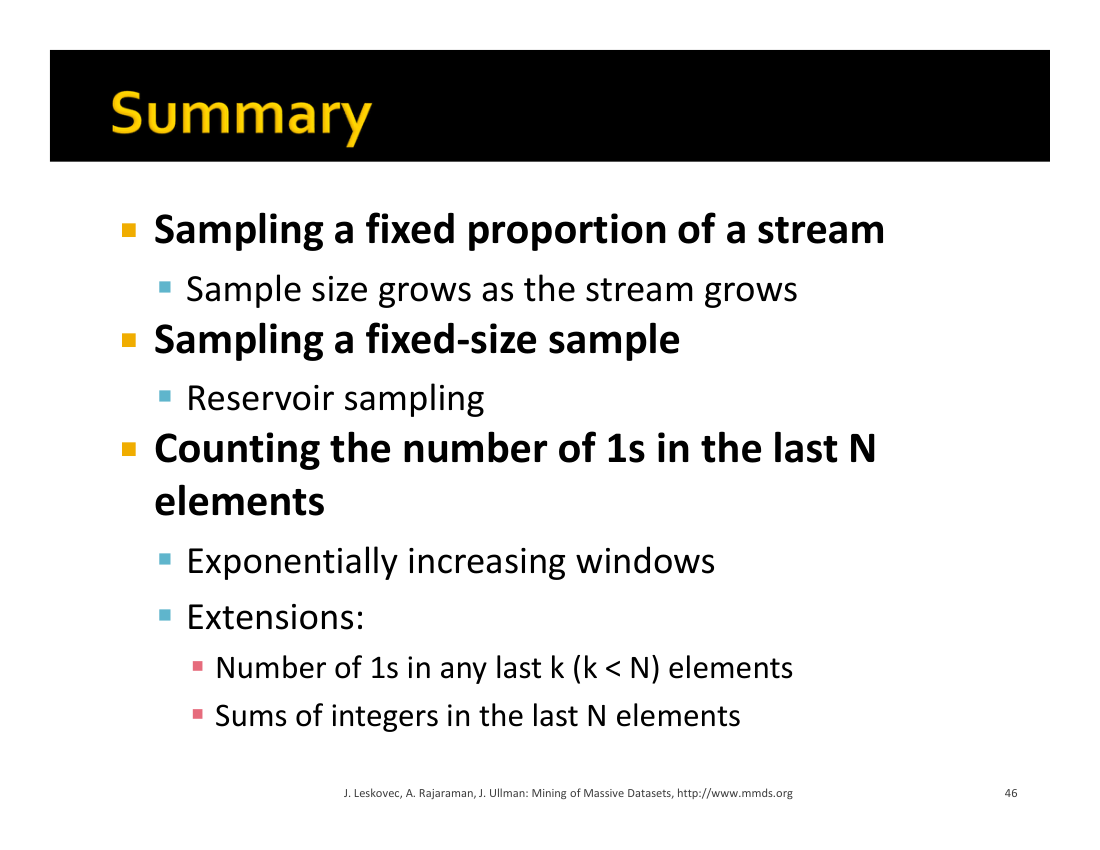 Summary
Sampling a fixed proportion of a stream
Sample size grows as the stream grows
Sampling a fixed-size sample
Reservoir sampling
Counting the number of 1s in the last N
elements
Exponentially increasing windows
Extensions:
Number of 1s in any last k (k < N) elements
Sums of integers in the last N elements
J. Leskovec, A. Rajaraman, J. Ullman: Mining of Massive Datasets, http://www.mmds.org
46